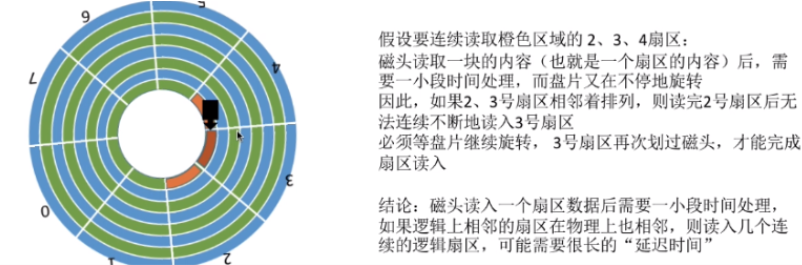 5
6
4
7
3
0
2
1
假设要连续读取橙色区域的 2、3、4扇区：
磁头读取一块的内容（也就是一个扇区的内容）后，需
要一小段时间处理，而盘片又在不停地旋转
因此，如果2、3号扇区相邻着排列，则读完2号扇区后无
法连续不断地读入3号扇区
必须等盘片继续旋转，3号扇区再次划过磁头，才能完成
扇区读入
结论：磁头读入一个扇区数据后需要一小段时间处理，
如果逻辑上相邻的扇区在物理上也相邻，则读入几个连
续的逻辑扇区，可能需要很长的“延迟时间”